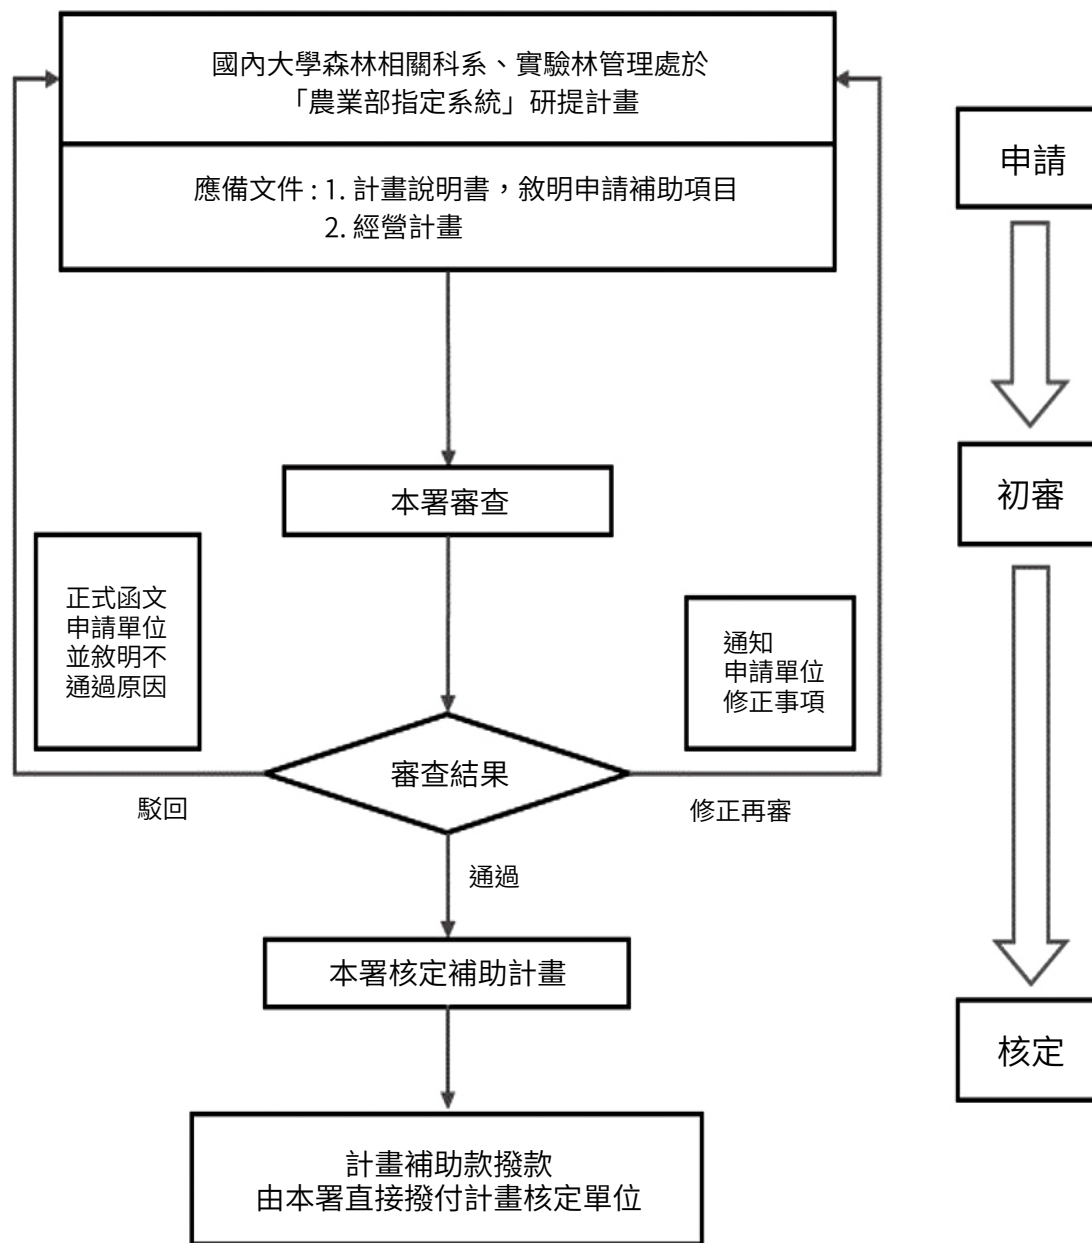 國內大學森林相關科系、實驗林管理處於
「農業部指定系統」研提計畫
應備文件 : 1. 計畫說明書，敘明申請補助項目
2. 經營計畫
申請
本署審查
初審
正式函文
申請單位
並敘明不
通過原因
通知
申請單位
修正事項
審查結果
駁回
修正再審
通過
本署核定補助計畫
核定
計畫補助款撥款
由本署直接撥付計畫核定單位